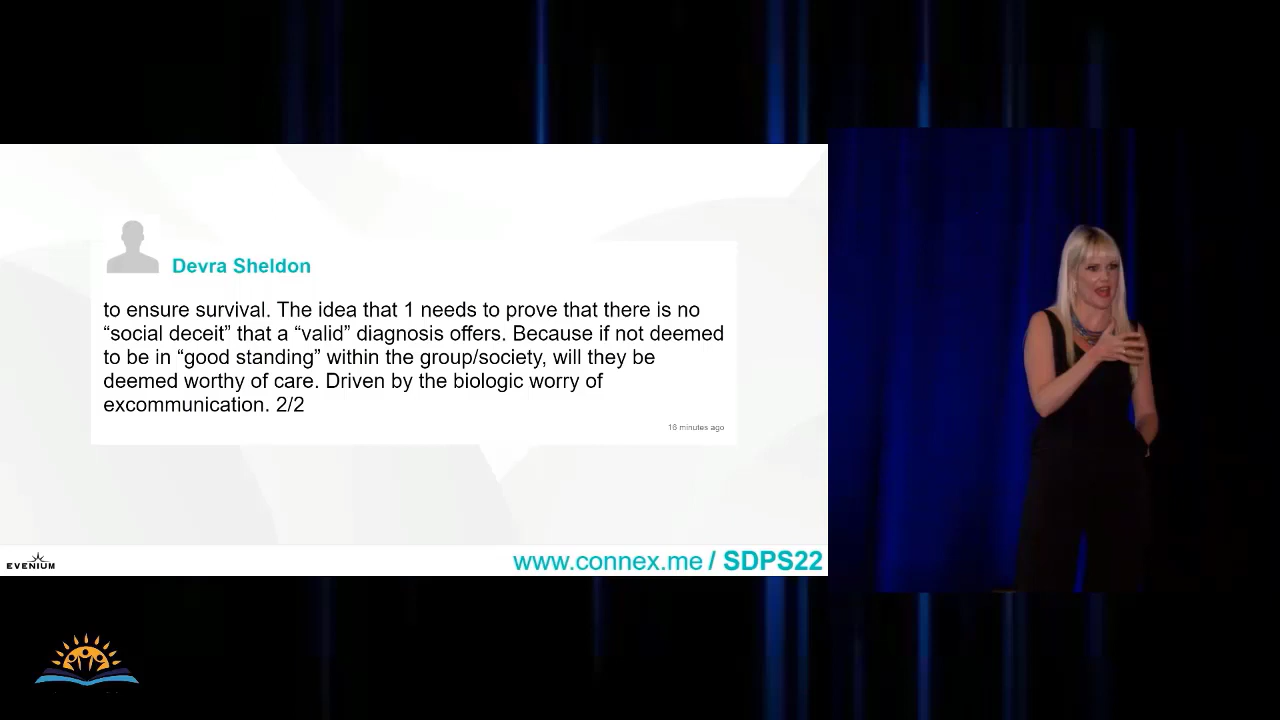 Devra Sheldon
to ensure survival. The idea that 1 needs to prove that there is no
“social deceit” that a “valid” diagnosis offers. Because if not deemed
to be in “good standing” within the group/society, will they be
deemed worthy of care. Driven by the biologic worry of
excommunication. 2/2
16 minutes ago
EVENIUM
www.connex.me / SDPS22